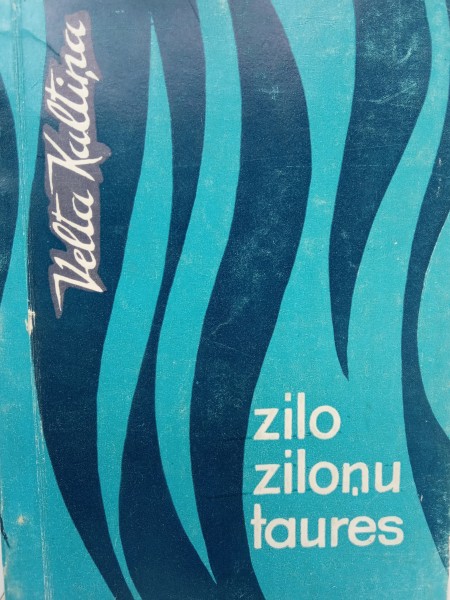 Velta Kaltiņa
zilo
ziloņu
taures